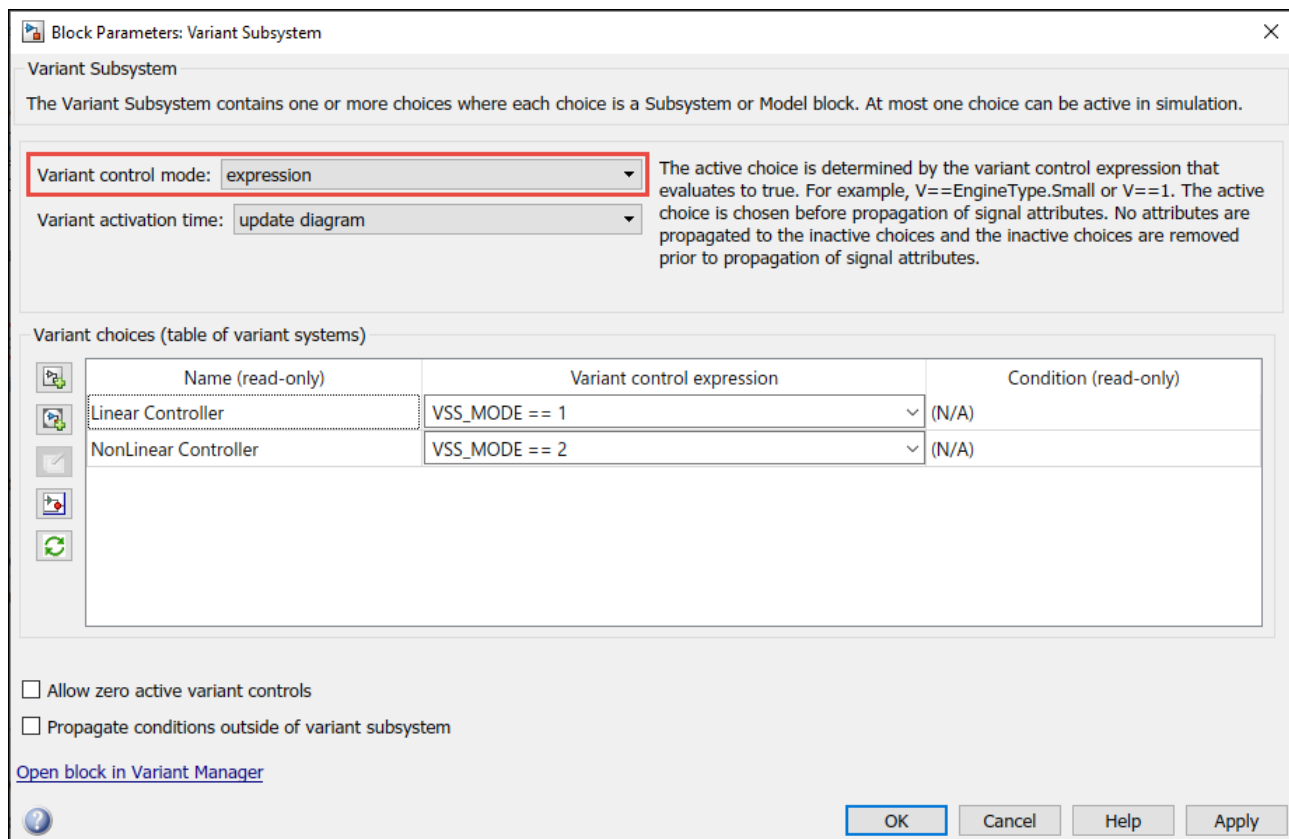 Block Parameters: Variant Subsystem
Variant Subsystem
The Variant Subsystem contains one or more choices where each choice is a Subsystem or Model block. At most one choice can be active in simulation.
Variant control mode: expression
Variant activation time: update diagram
The active choice is determined by the variant control expression that
evaluates to true. For example, V==EngineType.Small or V==1. The active
choice is chosen before propagation of signal attributes. No attributes are
propagated to the inactive choices and the inactive choices are removed
prior to propagation of signal attributes.
Variant choices (table of variant systems)
Name (read-only) Variant control expression Condition (read-only)
Linear Controller VSS_MODE == 1 (N/A)
NonLinear Controller VSS_MODE == 2 (N/A)
Allow zero active variant controls
Propagate conditions outside of variant subsystem
Open block in Variant Manager
OK Cancel Help Apply